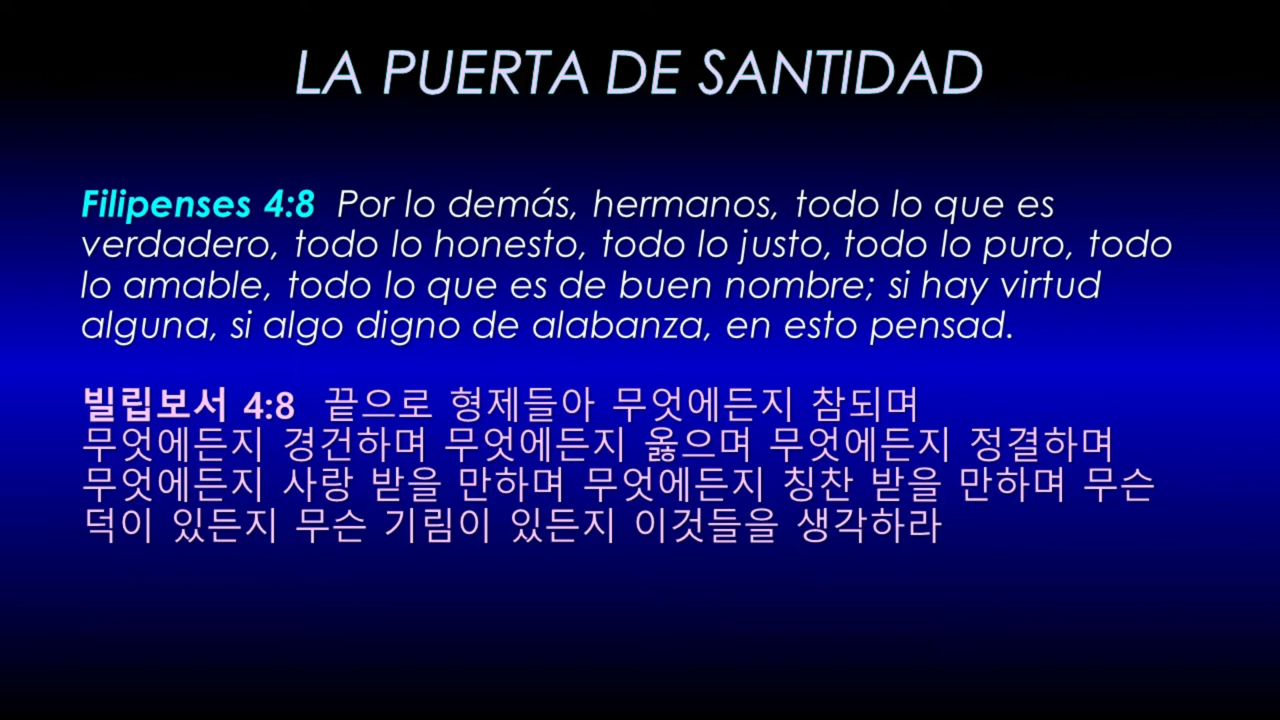 LA PUERTA DE SANTIDAD
Filipenses 4:8 Por lo demás, hermanos, todo lo que es
verdadero, todo lo honesto, todo lo justo, todo lo puro, todo
lo amable, todo lo que es de buen nombre; si hay virtud
alguna, si algo digno de alabanza, en esto pensad.
빌립보서 4:8 끝으로 형제들아 무엇에든지 참되며
무엇에든지 경건하며 무엇에든지 옳으며 무엇에든지 정결하며
무엇에든지 사랑 받을 만하며 무엇에든지 칭찬 받을 만하며 무슨
덕이 있든지 무슨 기림이 있든지 이것들을 생각하라